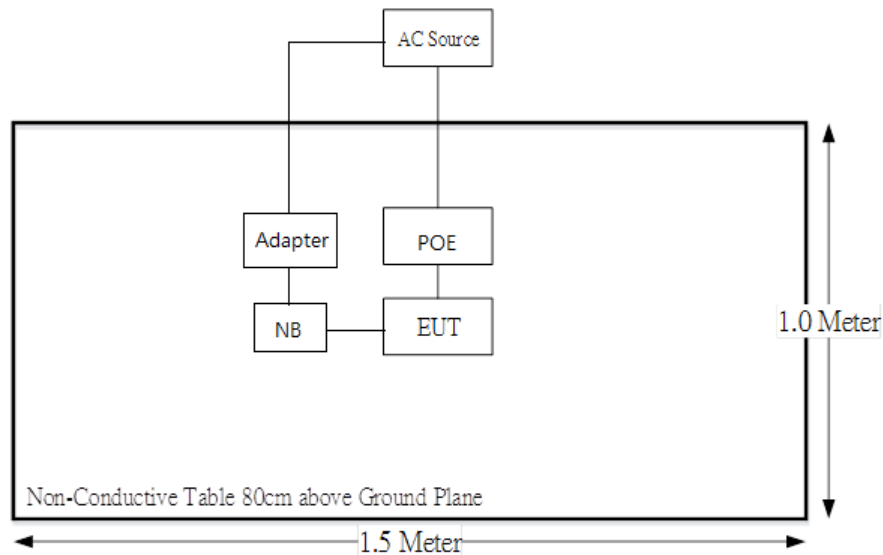 AC Source
Adapter
POE
NB
EUT
1.0 Meter
Non-Conductive Table 80cm above Ground Plane
1.5 Meter